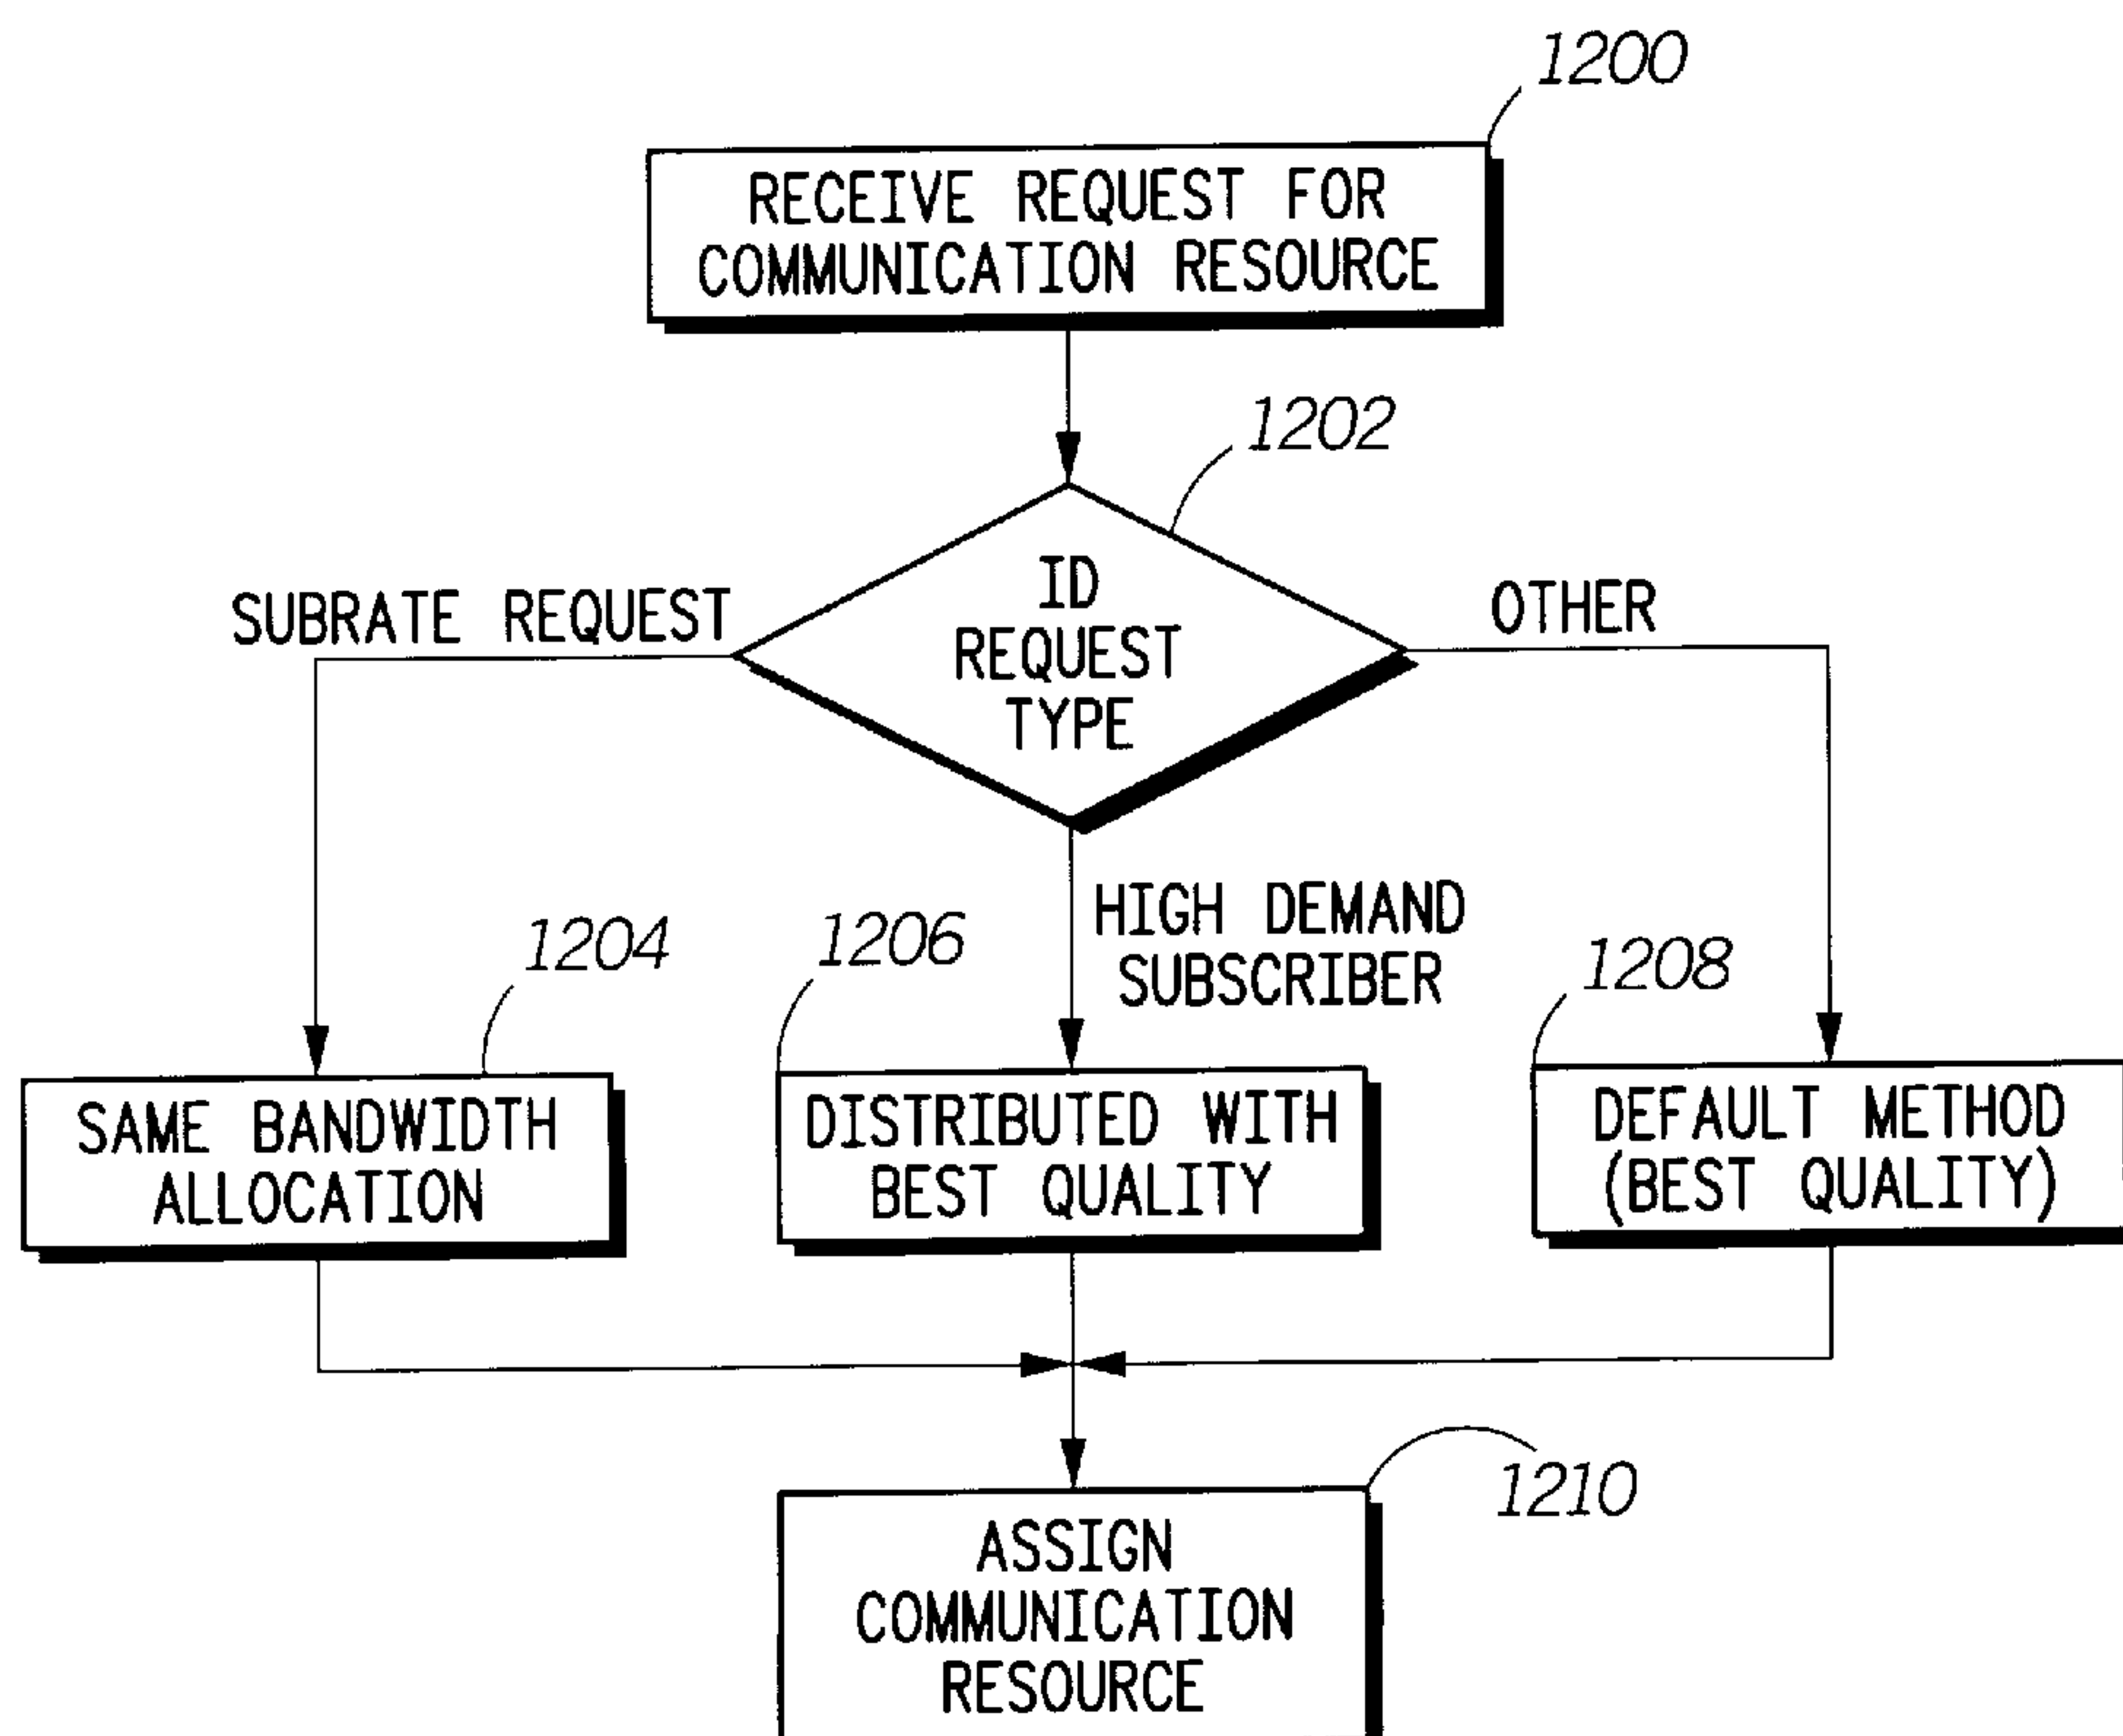 1200
RECEIVE REQUEST FOR
COMMUNICATION RESOURCE
1202
ID
REQUEST
TYPE
SUBRATE REQUEST
OTHER
HIGH DEMAND
SUBSCRIBER
1204
1206
1208
SAME BANDWIDTH
ALLOCATION
DISTRIBUTED WITH
BEST QUALITY
DEFAULT METHOD
(BEST QUALITY)
1210
ASSIGN
COMMUNICATION
RESOURCE